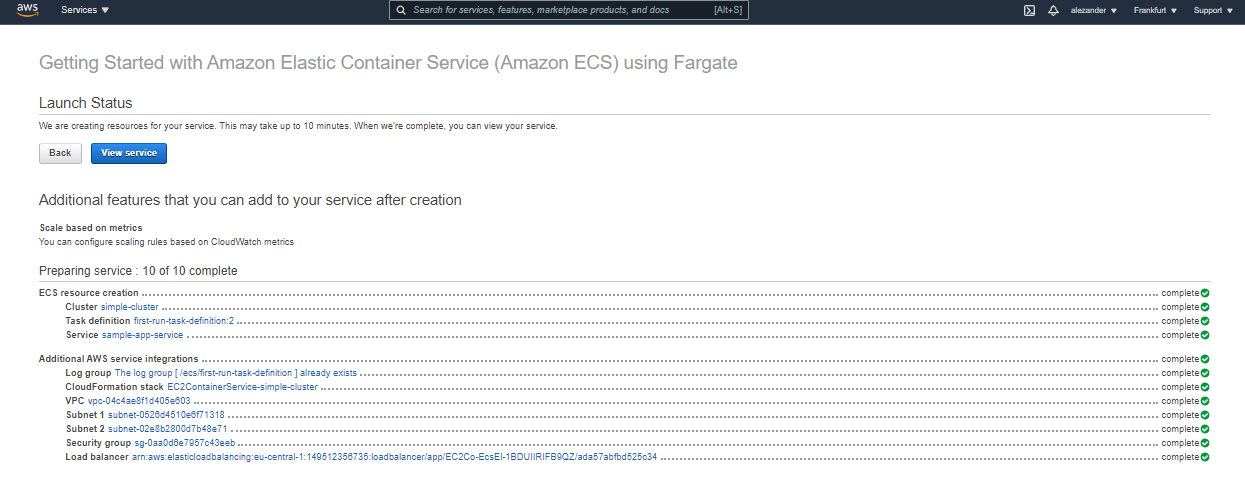 aws
Services
Search for services, features, marketplace products, and docs
[Alt+S]
alezander
Frankfurt
Support
Getting Started with Amazon Elastic Container Service (Amazon ECS) using Fargate
Launch Status
We are creating resources for your service. This may take up to 10 minutes. When we're complete, you can view your service.
Back
View service
Additional features that you can add to your service after creation
Scale based on metrics
You can configure scaling rules based on CloudWatch metrics
Preparing service : 10 of 10 complete
ECS resource creation complete
Cluster simple-cluster complete
Task definition first-run-task-definition:2 complete
Service sample-app-service complete
Additional AWS service integrations complete
Log group The log group [ /ecs/first-run-task-definition ] already exists complete
CloudFormation stack EC2ContainerService-simple-cluster complete
VPC vpc-04c4ae8f1d405e603 complete
Subnet 1 subnet-0526d4510e6f71318 complete
Subnet 2 subnet-02e8b2800d7b48e71 complete
Security group sg-0aa0d6e7957c43eeb complete
Load balancer arn:aws:elasticloadbalancing:eu-central-1:149512356735:loadbalancer/app/EC2Co-EcsEl-1BDUIIRIFB9QZ/ada57abfbd525c34 complete